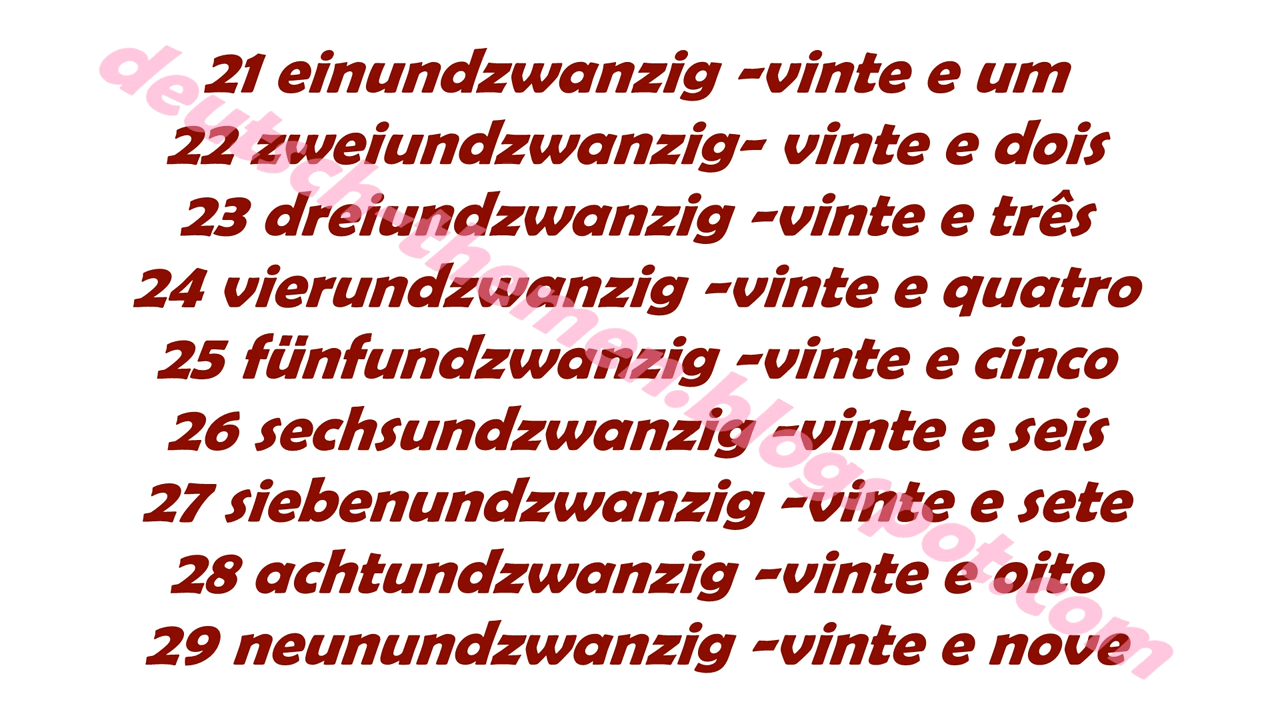 21 einundzwanzig -vinte e um
22 zweiundzwanzig- vinte e dois
23 dreiundzwanzig -vinte e três
24 vierundzwanzig -vinte e quatro
25 fünfundzwanzig -vinte e cinco
26 sechsundzwanzig -vinte e seis
27 siebenundzwanzig -vinte e sete
28 achtundzwanzig -vinte e oito
29 neunundzwanzig -vinte e nove
deutsch-themen.blogspot.com